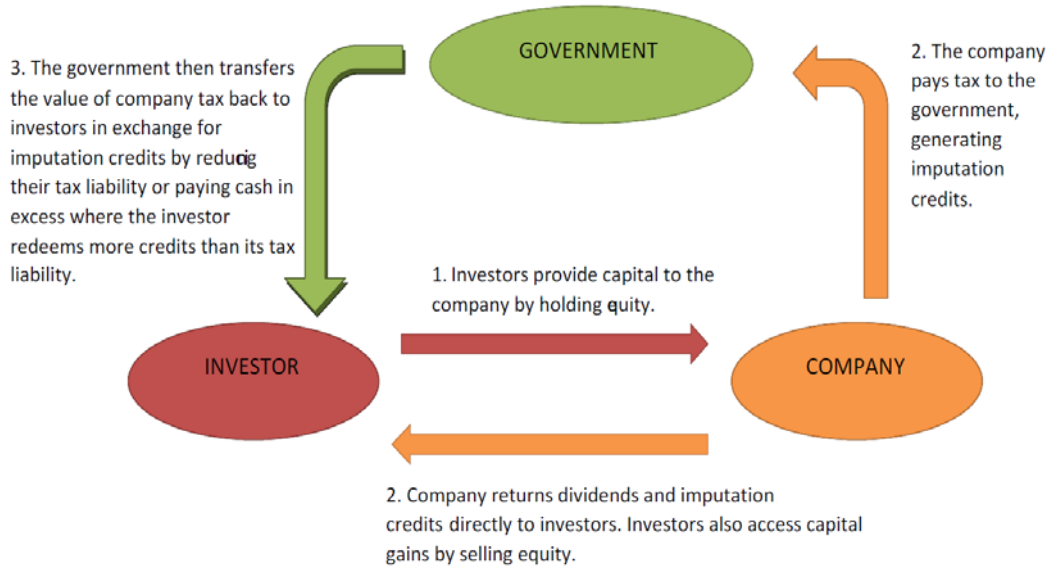 GOVERNMENT
3. The government then transfers
the value of company tax back to
investors in exchange for
imputation credits by reducig
their tax liability or paying cash in
excess where the investor
redeems more credits than its tax
liability.
2. The company
pays tax to the
government,
generating
imputation
credits.
1. Investors provide capital to the
company by holding equity.
INVESTOR
COMPANY
2. Company returns dividends and imputation
credits directly to investors. Investors also access capital
gains by selling equity.